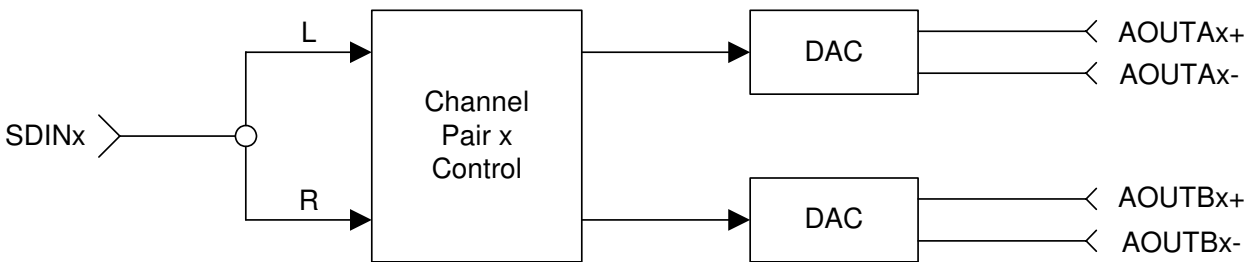 SDINx
L
R
Channel
Pair x
Control
DAC
AOUTAx+
AOUTAx-
DAC
AOUTBx+
AOUTBx-